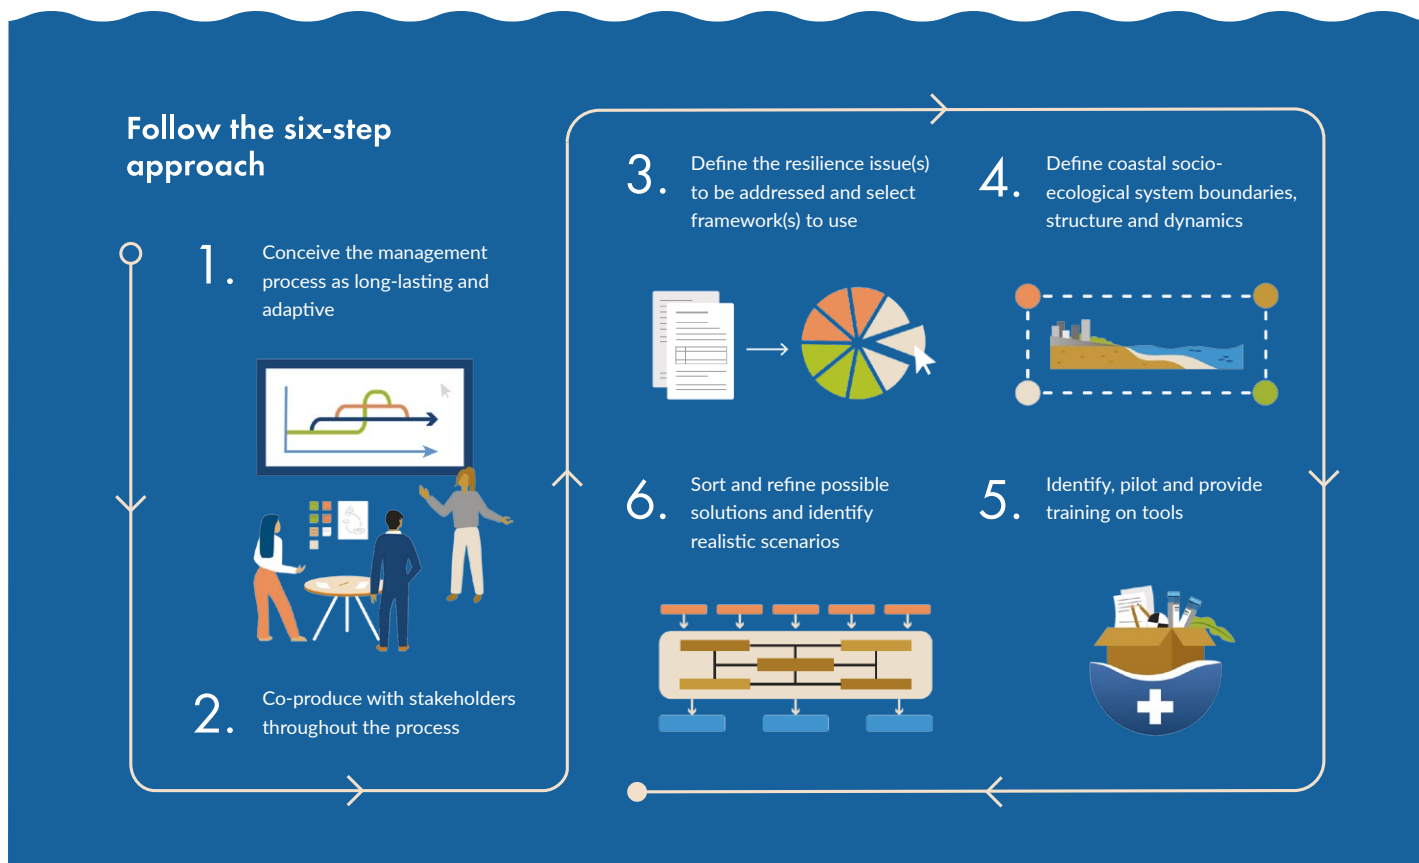 Follow the six-step
approach
1.
Conceive the management
process as long-lasting and
adaptive
2.
Co-produce with stakeholders
throughout the process
3.
Define the resilience issue(s)
to be addressed and select
framework(s) to use
4.
Define coastal socio-
ecological system boundaries,
structure and dynamics
5.
Identify, pilot and provide
training on tools
6.
Sort and refine possible
solutions and identify
realistic scenarios